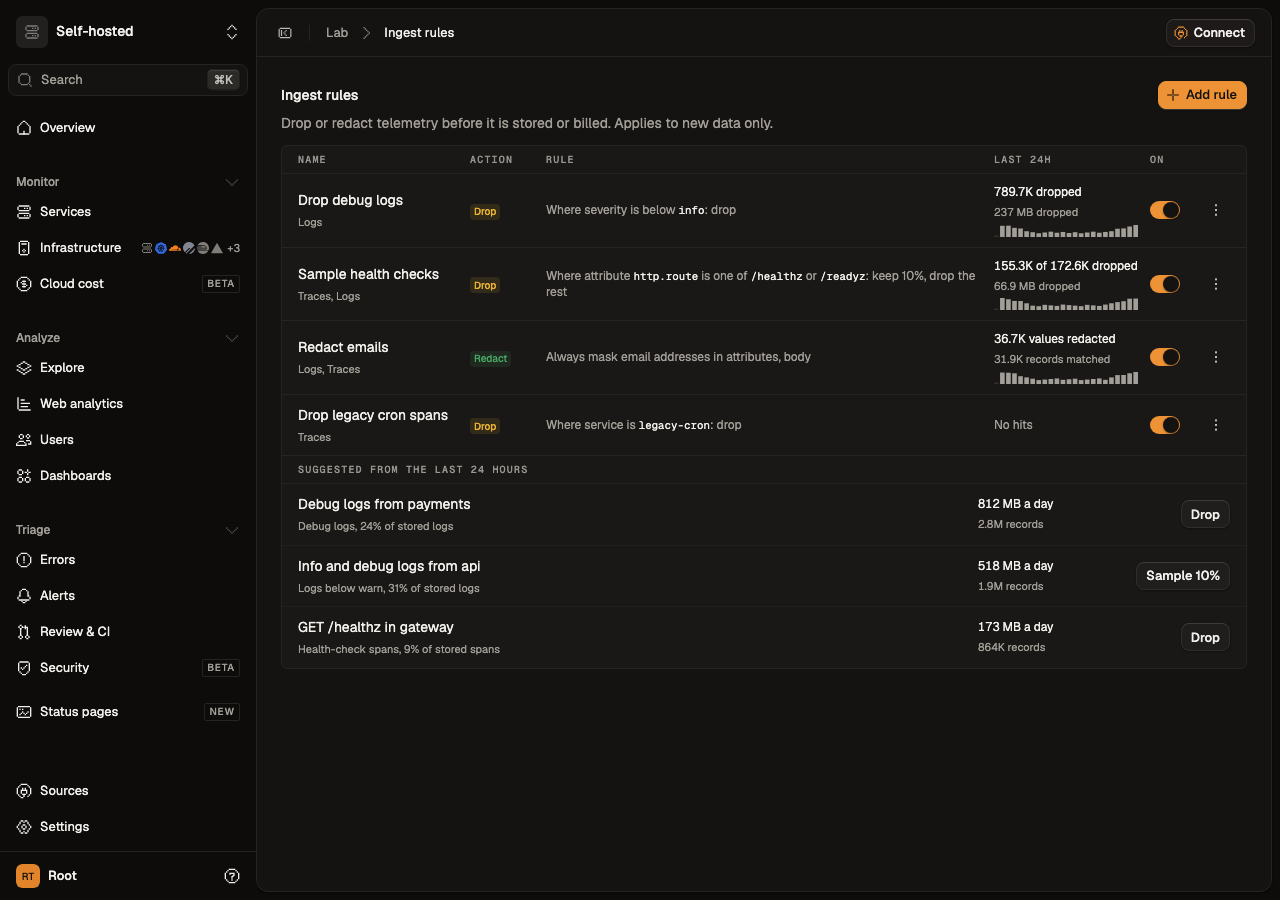 Self-hosted
Search ⌘K
Overview
Monitor
Services
Infrastructure +3
Cloud cost BETA
Analyze
Explore
Web analytics
Users
Dashboards
Triage
Errors
Alerts
Review & CI
Security BETA
Status pages NEW
Sources
Settings
RT Root
Lab Ingest rules
Connect
Ingest rules
Add rule
Drop or redact telemetry before it is stored or billed. Applies to new data only.
NAME ACTION RULE LAST 24H ON
Drop debug logs
Logs
Drop
Where severity is below info: drop
789.7K dropped
237 MB dropped
Sample health checks
Traces, Logs
Drop
Where attribute http.route is one of /healthz or /readyz: keep 10%, drop the
rest
155.3K of 172.6K dropped
66.9 MB dropped
Redact emails
Logs, Traces
Redact
Always mask email addresses in attributes, body
36.7K values redacted
31.9K records matched
Drop legacy cron spans
Traces
Drop
Where service is legacy-cron: drop
No hits
SUGGESTED FROM THE LAST 24 HOURS
Debug logs from payments
Debug logs, 24% of stored logs
812 MB a day
2.8M records
Drop
Info and debug logs from api
Logs below warn, 31% of stored logs
518 MB a day
1.9M records
Sample 10%
GET /healthz in gateway
Health-check spans, 9% of stored spans
173 MB a day
864K records
Drop